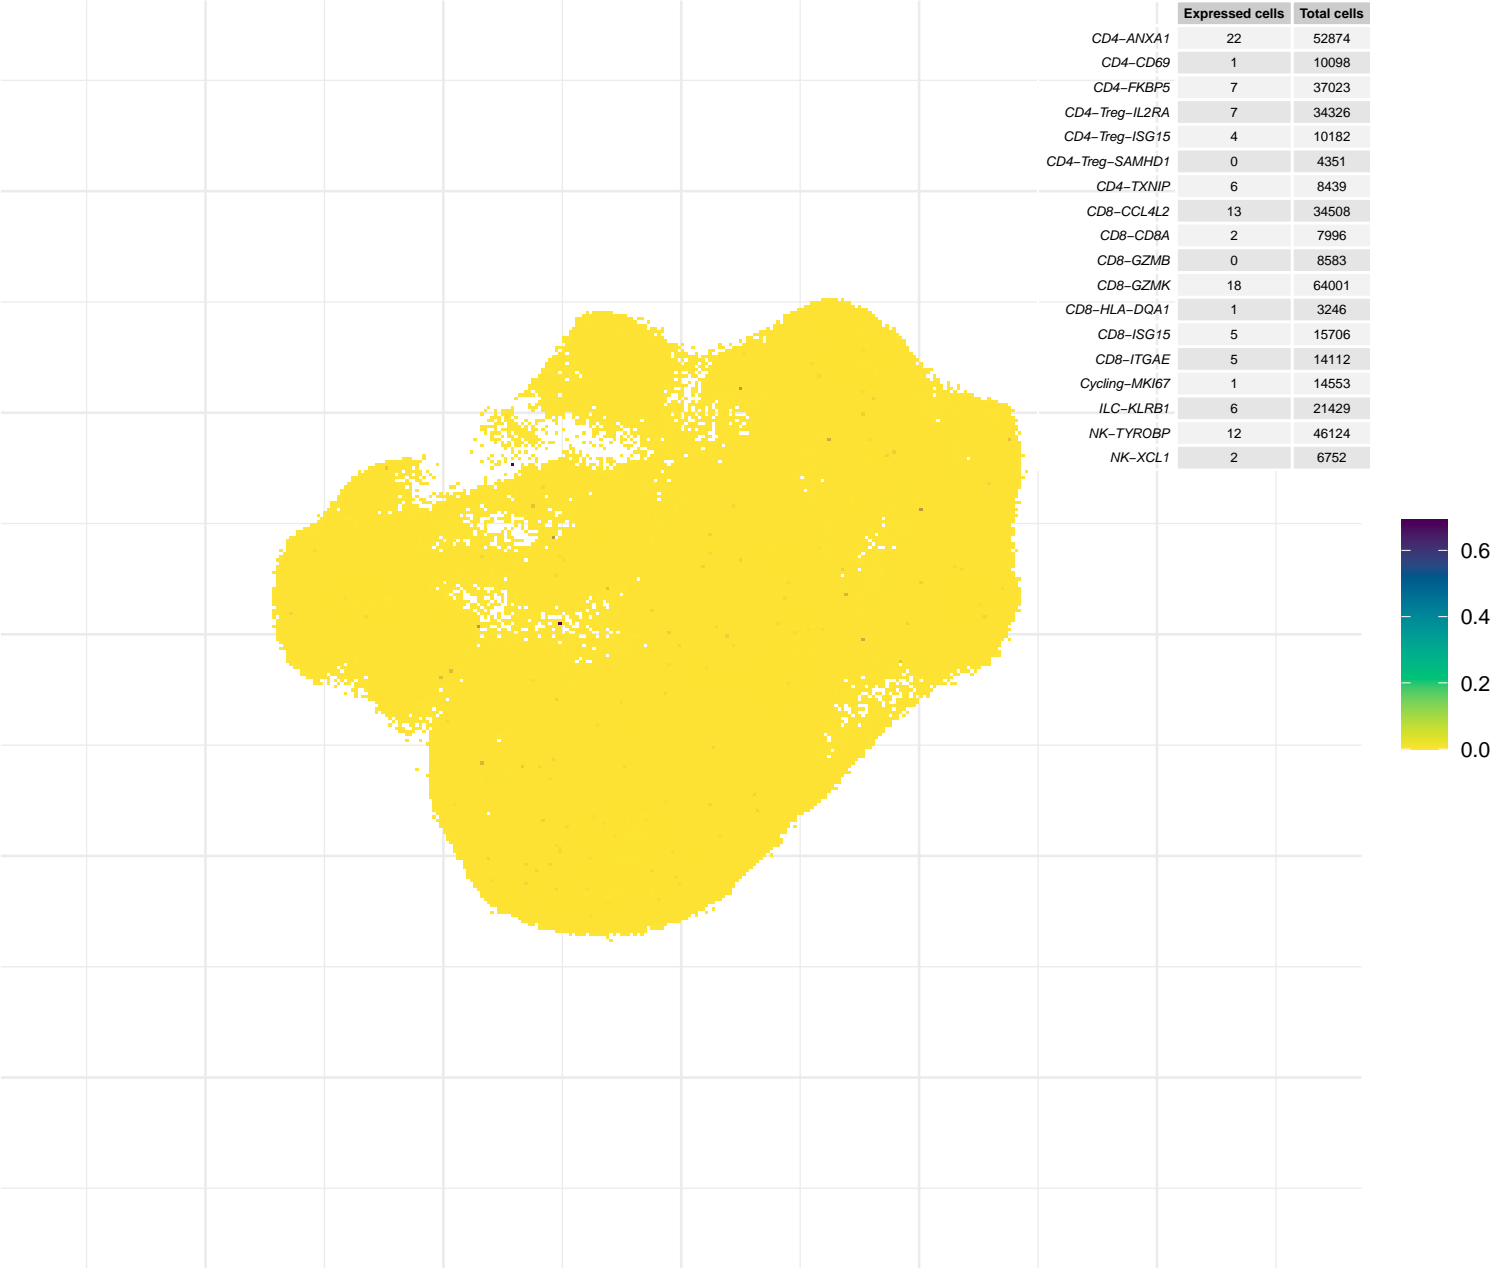 Expressed cells Total cells
CD4−ANXA1 22 52874
CD4−CD69 1 10098
CD4−FKBP5 7 37023
CD4−Treg−IL2RA 7 34326
CD4−Treg−ISG15 4 10182
CD4−Treg−SAMHD1 0 4351
CD4−TXNIP 6 8439
CD8−CCL4L2 13 34508
CD8−CD8A 2 7996
CD8−GZMB 0 8583
CD8−GZMK 18 64001
CD8−HLA−DQA1 1 3246
CD8−ISG15 5 15706
CD8−ITGAE 5 14112
Cycling−MKI67 1 14553
ILC−KLRB1 6 21429
NK−TYROBP 12 46124
NK−XCL1 2 6752
0.6
0.4
0.2
0.0